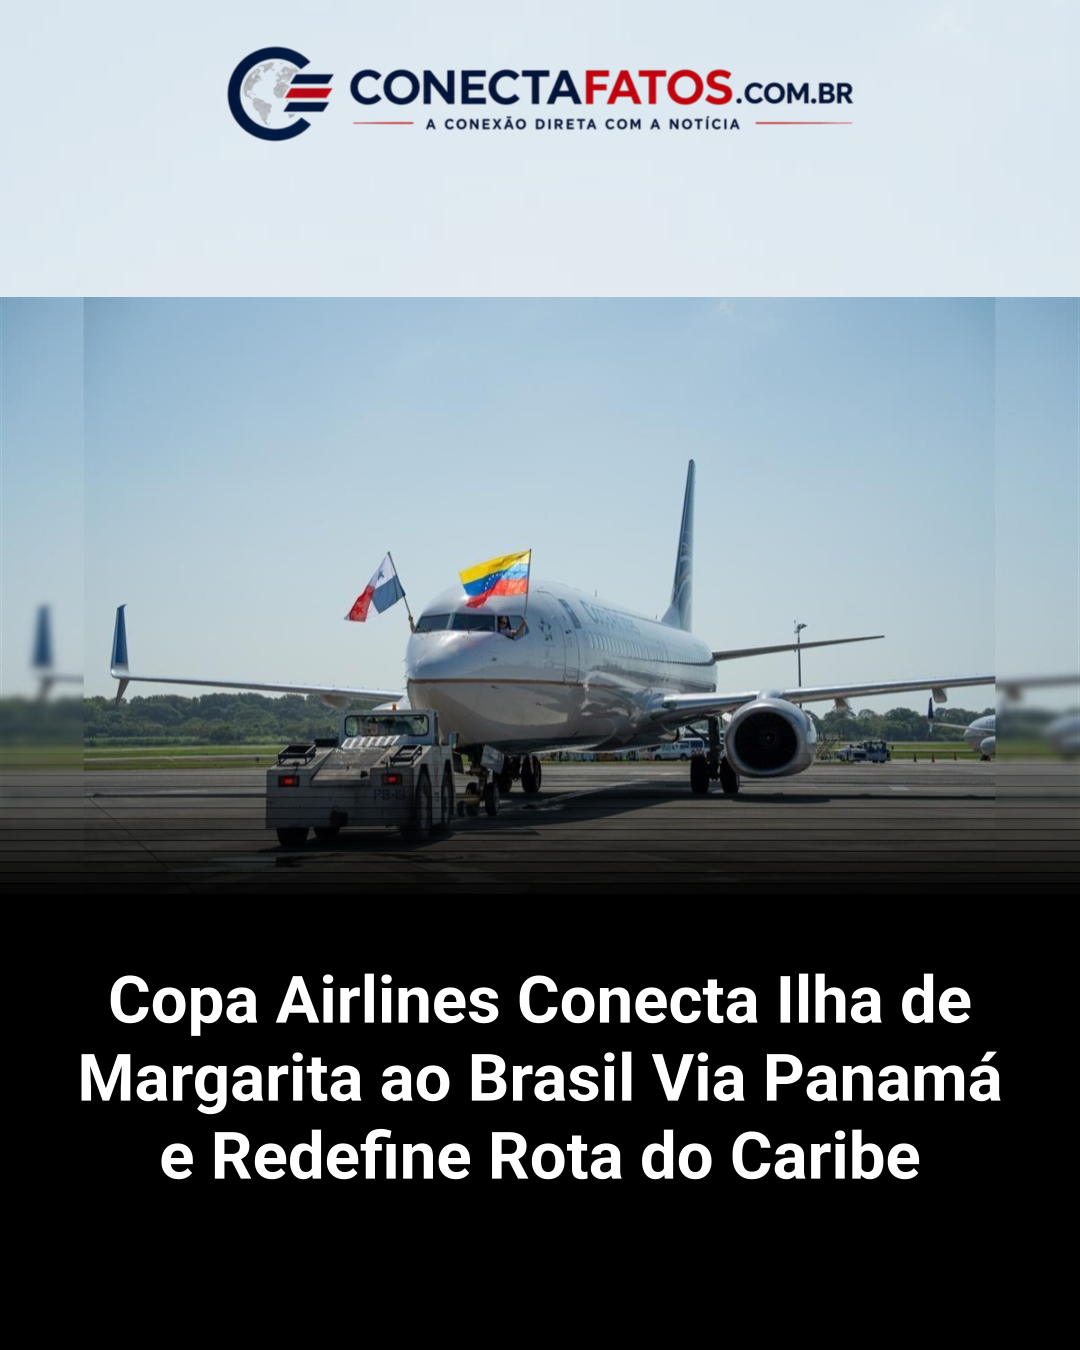 CONECTAFATOS.COM.BR
A CONEXÃO DIRETA COM A NOTÍCIA
Copa Airlines Conecta Ilha de
Margarita ao Brasil Via Panamá
e Redefine Rota do Caribe